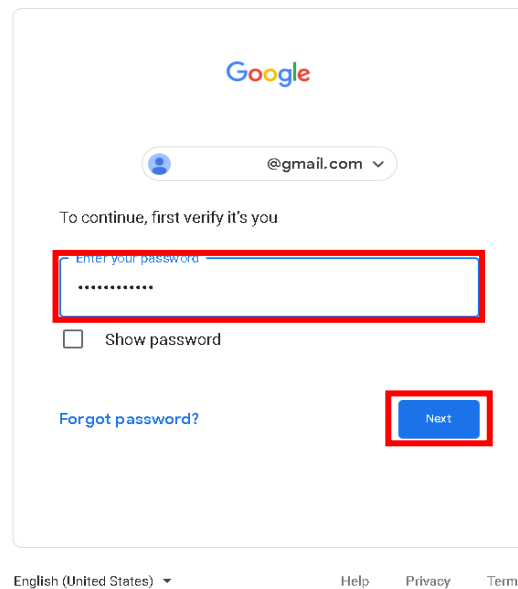 Google
@gmail.com
To continue, first verify it's you
Enter your password
••••••••••••
Show password
Forgot password?
Next
English (United States)
Help Privacy Term